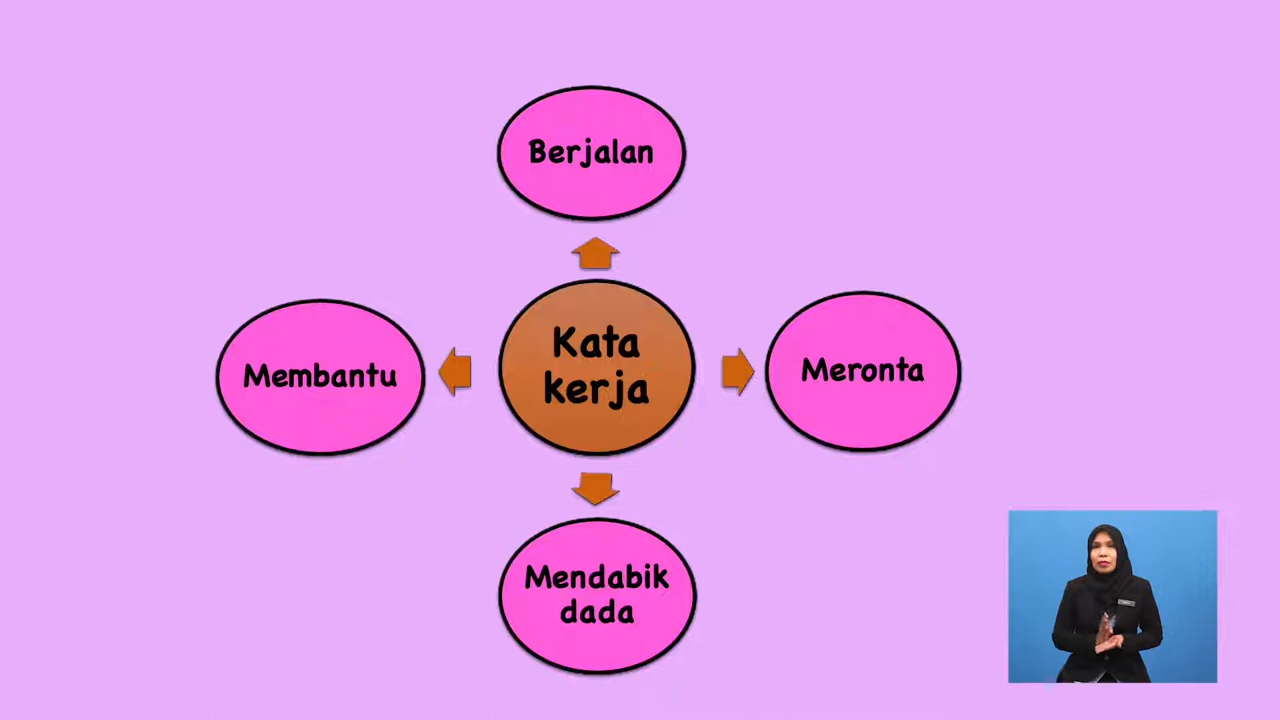 Berjalan
Membantu
Kata
kerja
Meronta
Mendabik
dada